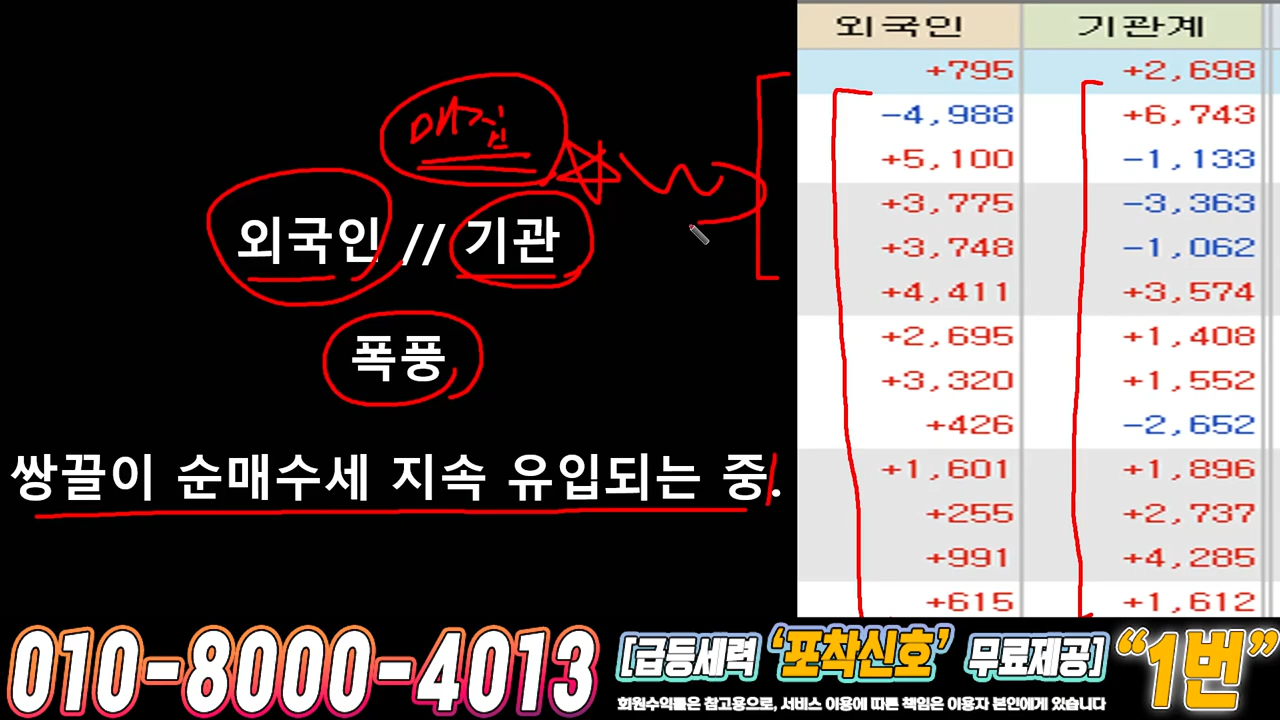 매집
외국인 // 기관
폭풍
쌍끌이 순매수세 지속 유입되는 중.
외국인 기관계
+795 +2,698
-4,988 +6,743
+5,100 -1,133
+3,775 -3,363
+3,748 -1,062
+4,411 +3,574
+2,695 +1,408
+3,320 +1,552
+426 -2,652
+1,601 +1,896
+255 +2,737
+991 +4,285
+615 +1,612
010-8000-4013 [급등세력 '포착신호' 무료제공] "1번"
회원수익률은 참고용으로, 서비스 이용에 따른 책임은 이용자 본인에게 있습니다